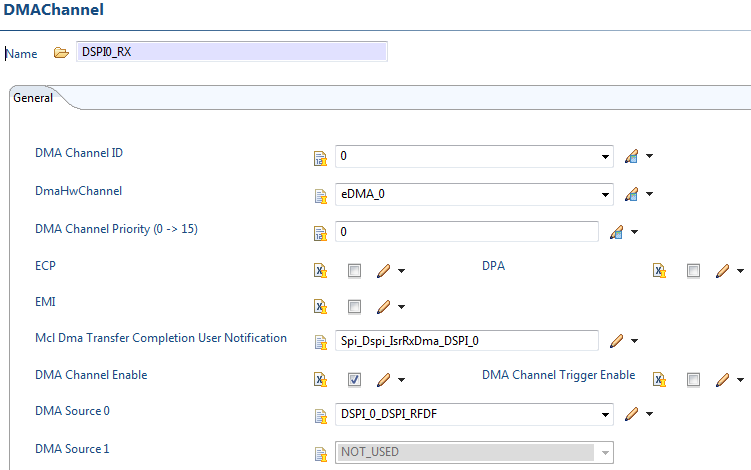 DMAChannel
Name DSPI0_RX
General
DMA Channel ID 0
DmaHwChannel eDMA_0
DMA Channel Priority (0 -> 15) 0
ECP DPA
EMI
Mcl Dma Transfer Completion User Notification Spi_Dspi_IsrRxDma_DSPI_0
DMA Channel Enable DMA Channel Trigger Enable
DMA Source 0 DSPI_0_DSPI_RFDF
DMA Source 1 NOT_USED